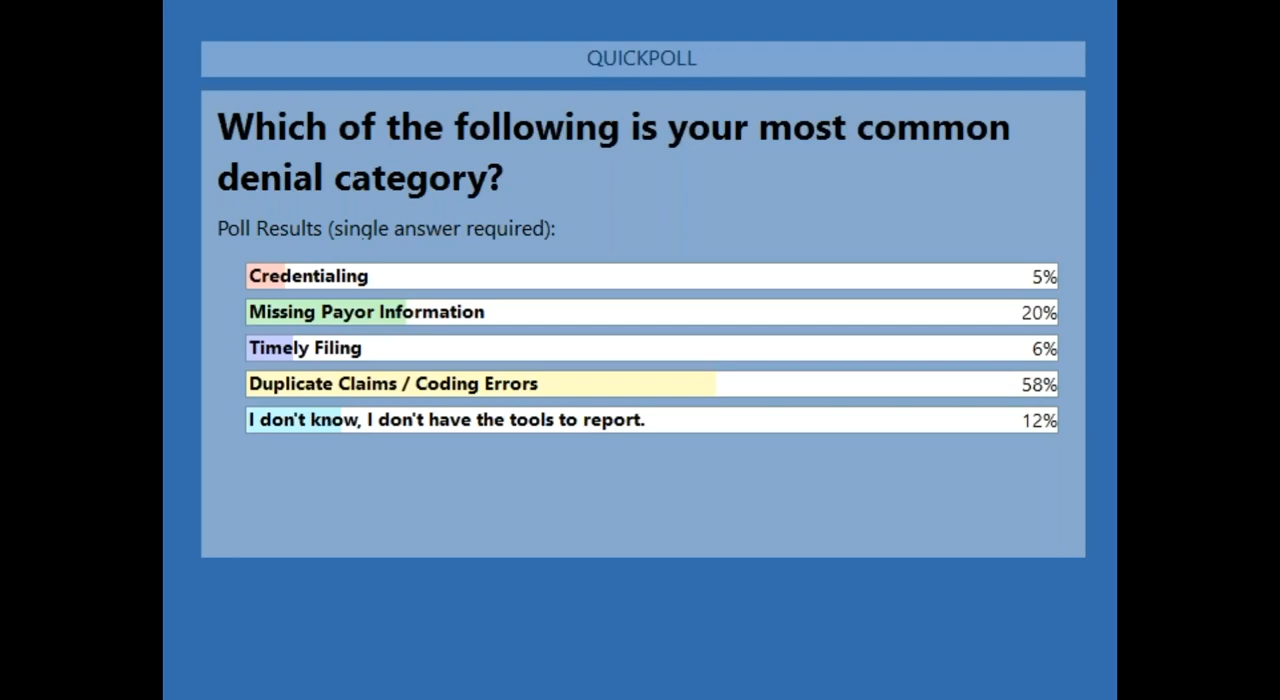 QUICKPOLL
Which of the following is your most common
denial category?
Poll Results (single answer required):
Credentialing 5%
Missing Payor Information 20%
Timely Filing 6%
Duplicate Claims / Coding Errors 58%
I don't know, I don't have the tools to report. 12%